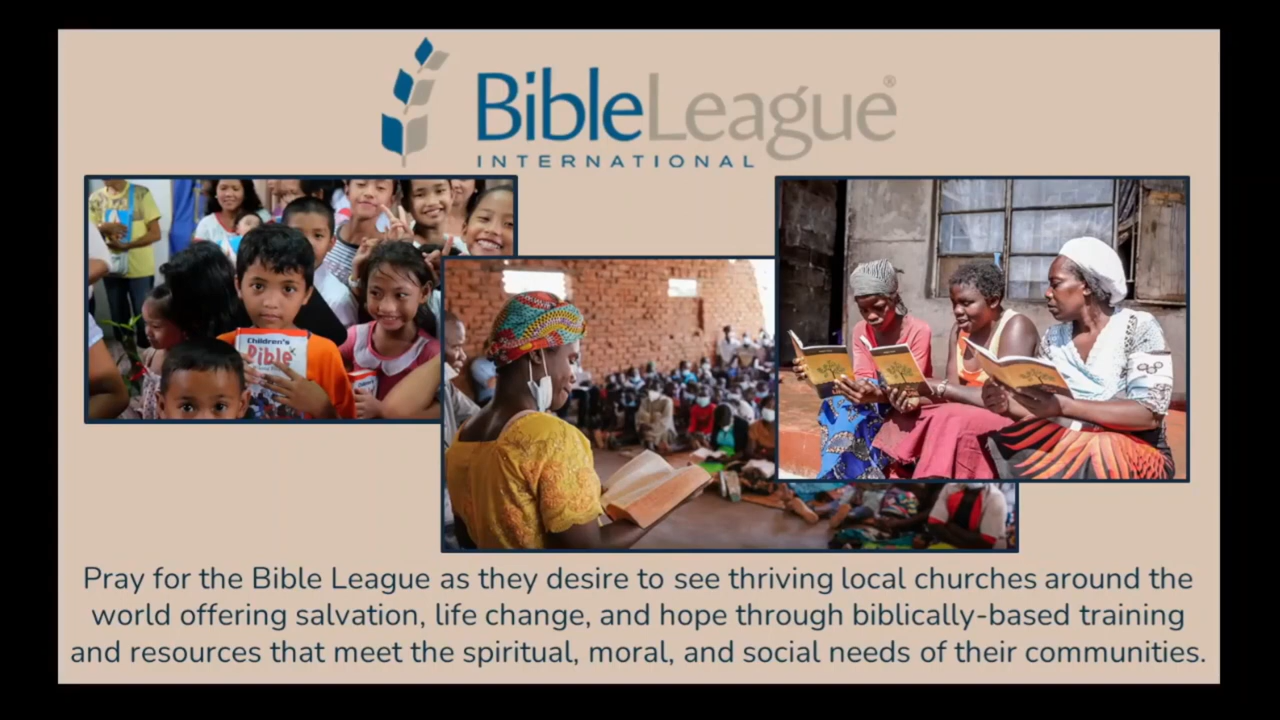 BibleLeague®
INTERNATIONAL
Children's
Bible
Pray for the Bible League as they desire to see thriving local churches around the
world offering salvation, life change, and hope through biblically-based training
and resources that meet the spiritual, moral, and social needs of their communities.